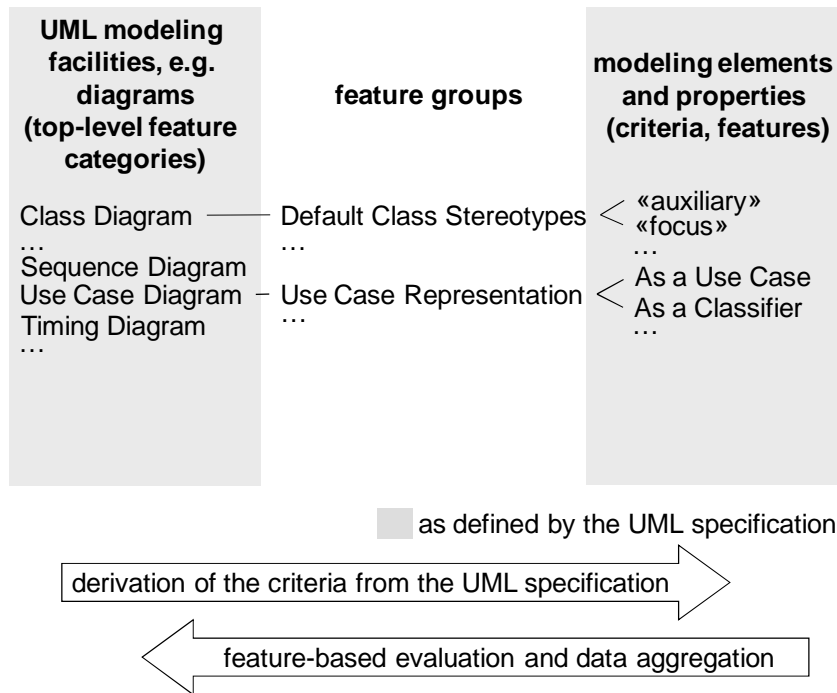 UML modeling
facilities, e.g.
diagrams
(top-level feature
categories)
feature groups
modeling elements
and properties
(criteria, features)
Class Diagram
…
Sequence Diagram
Use Case Diagram
Timing Diagram
…
Default Class Stereotypes
…
Use Case Representation
…
«auxiliary»
«focus»
…
As a Use Case
As a Classifier
…
as defined by the UML specification
derivation of the criteria from the UML specification
feature-based evaluation and data aggregation